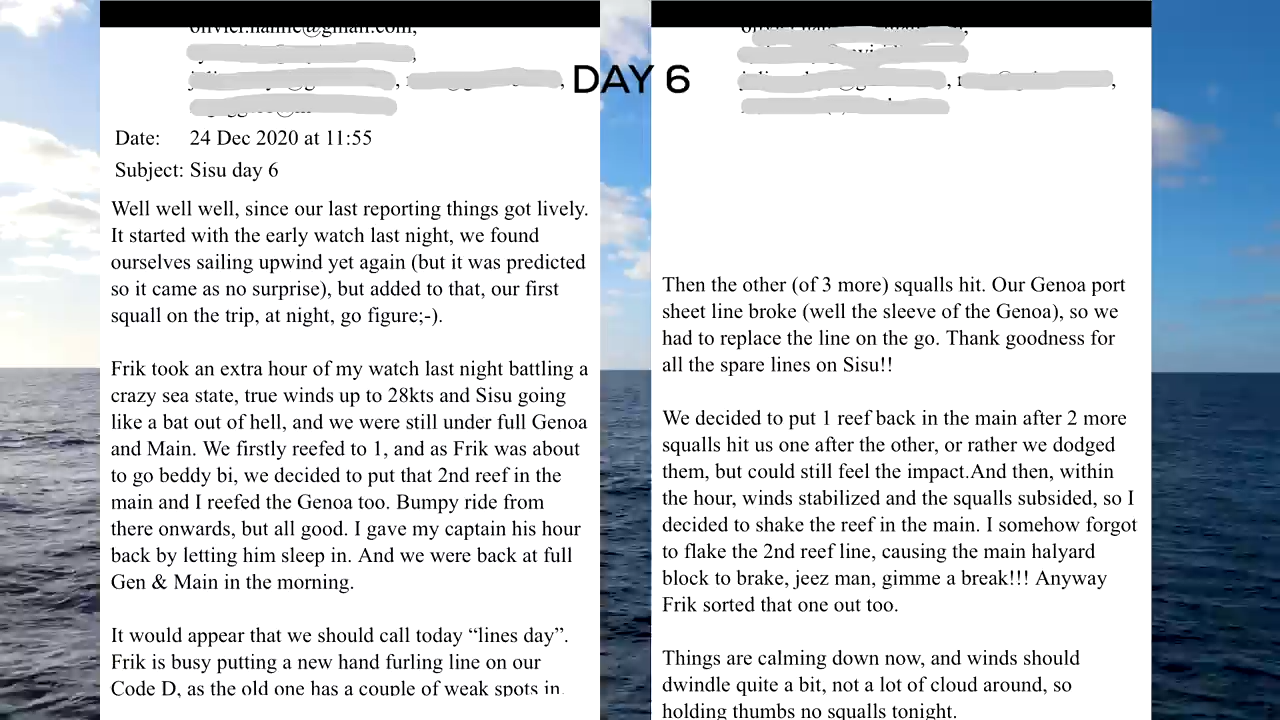 DAY 6
Date: 24 Dec 2020 at 11:55
Subject: Sisu day 6
Well well well, since our last reporting things got lively.
It started with the early watch last night, we found
ourselves sailing upwind yet again (but it was predicted
so it came as no surprise), but added to that, our first
squall on the trip, at night, go figure;-).
Frik took an extra hour of my watch last night battling a
crazy sea state, true winds up to 28kts and Sisu going
like a bat out of hell, and we were still under full Genoa
and Main. We firstly reefed to 1, and as Frik was about
to go beddy bi, we decided to put that 2nd reef in the
main and I reefed the Genoa too. Bumpy ride from
there onwards, but all good. I gave my captain his hour
back by letting him sleep in. And we were back at full
Gen & Main in the morning.
It would appear that we should call today “lines day”.
Frik is busy putting a new hand furling line on our
Code D, as the old one has a couple of weak spots in.
Then the other (of 3 more) squalls hit. Our Genoa port
sheet line broke (well the sleeve of the Genoa), so we
had to replace the line on the go. Thank goodness for
all the spare lines on Sisu!!
We decided to put 1 reef back in the main after 2 more
squalls hit us one after the other, or rather we dodged
them, but could still feel the impact.And then, within
the hour, winds stabilized and the squalls subsided, so I
decided to shake the reef in the main. I somehow forgot
to flake the 2nd reef line, causing the main halyard
block to brake, jeez man, gimme a break!!! Anyway
Frik sorted that one out too.
Things are calming down now, and winds should
dwindle quite a bit, not a lot of cloud around, so
holding thumbs no squalls tonight.